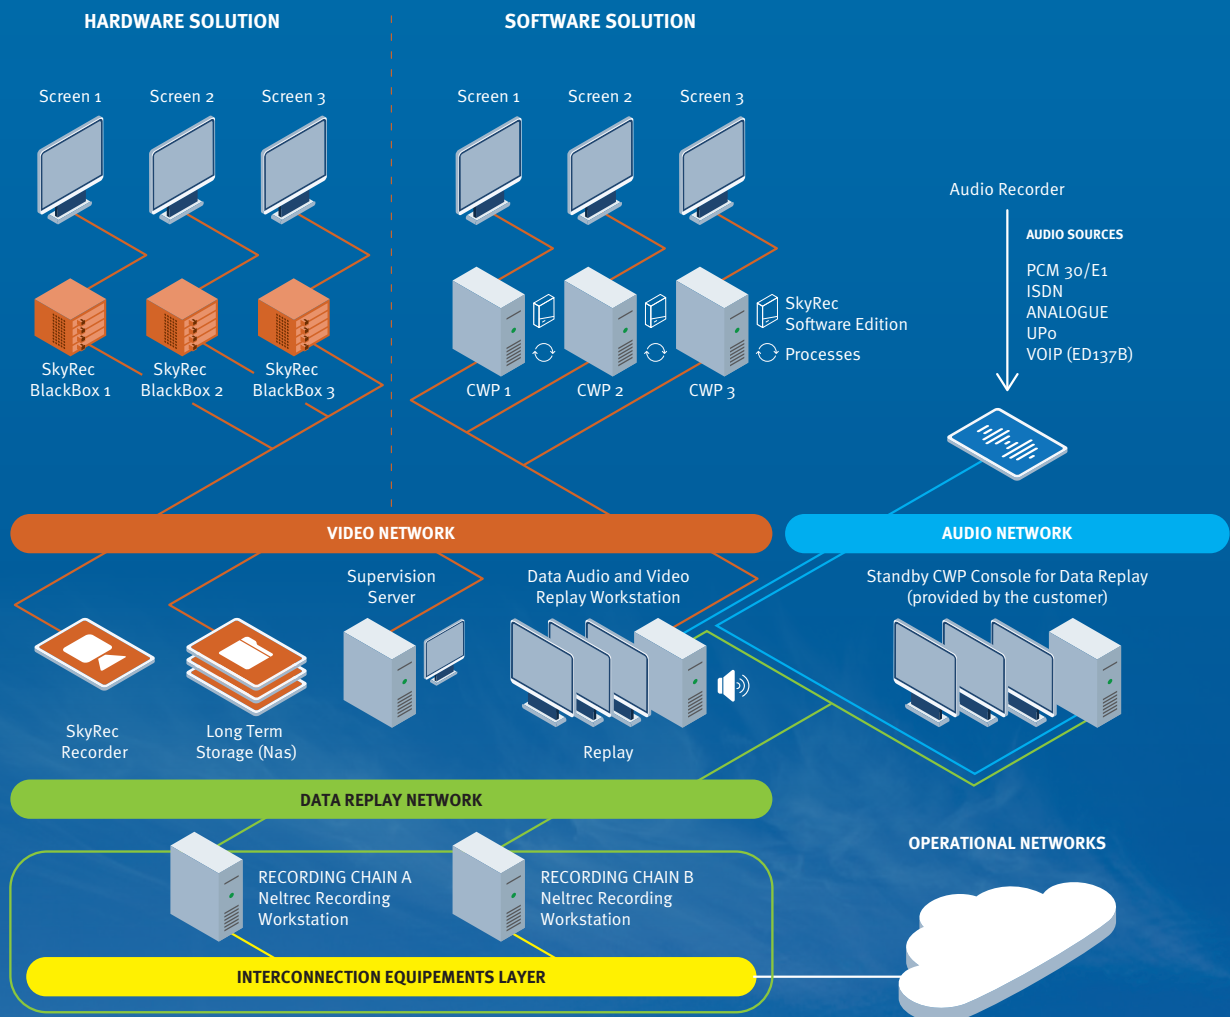 HARDWARE SOLUTION
SOFTWARE SOLUTION
Screen 1
Screen 2
Screen 3
Screen 1
Screen 2
Screen 3
Audio Recorder
AUDIO SOURCES
PCM 30/E1
ISDN
ANALOGUE
UP0
VOIP (ED137B)
SkyRec
BlackBox 1
SkyRec
BlackBox 2
SkyRec
BlackBox 3
CWP 1
CWP 2
CWP 3
SkyRec
Software Edition
Processes
VIDEO NETWORK
AUDIO NETWORK
Supervision
Server
Data Audio and Video
Replay Workstation
Standby CWP Console for Data Replay
(provided by the customer)
SkyRec
Recorder
Long Term
Storage (Nas)
Replay
DATA REPLAY NETWORK
RECORDING CHAIN A
Neltrec Recording
Workstation
RECORDING CHAIN B
Neltrec Recording
Workstation
OPERATIONAL NETWORKS
INTERCONNECTION EQUIPEMENTS LAYER